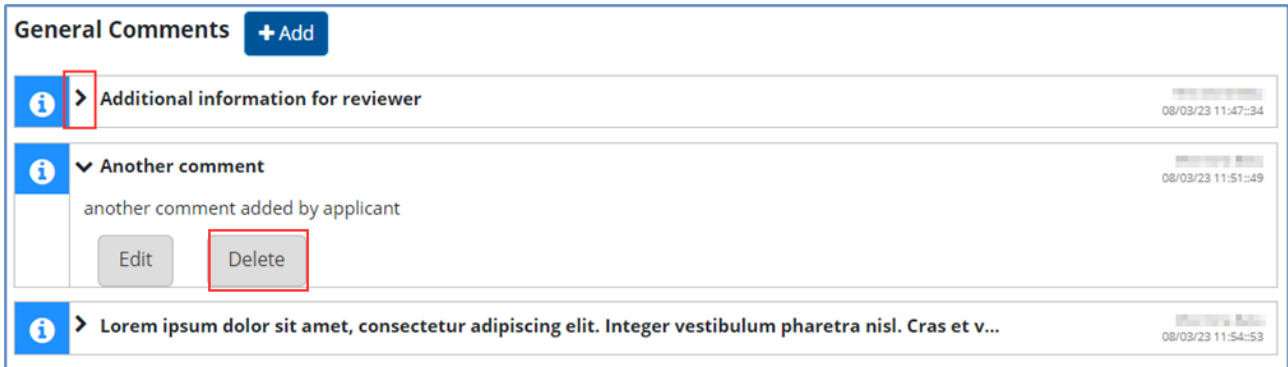 General Comments + Add
Additional information for reviewer
08/03/23 11:47::34
Another comment
08/03/23 11:51::49
another comment added by applicant
Edit Delete
Lorem ipsum dolor sit amet, consectetur adipiscing elit. Integer vestibulum pharetra nisl. Cras et v...
08/03/23 11:54::53